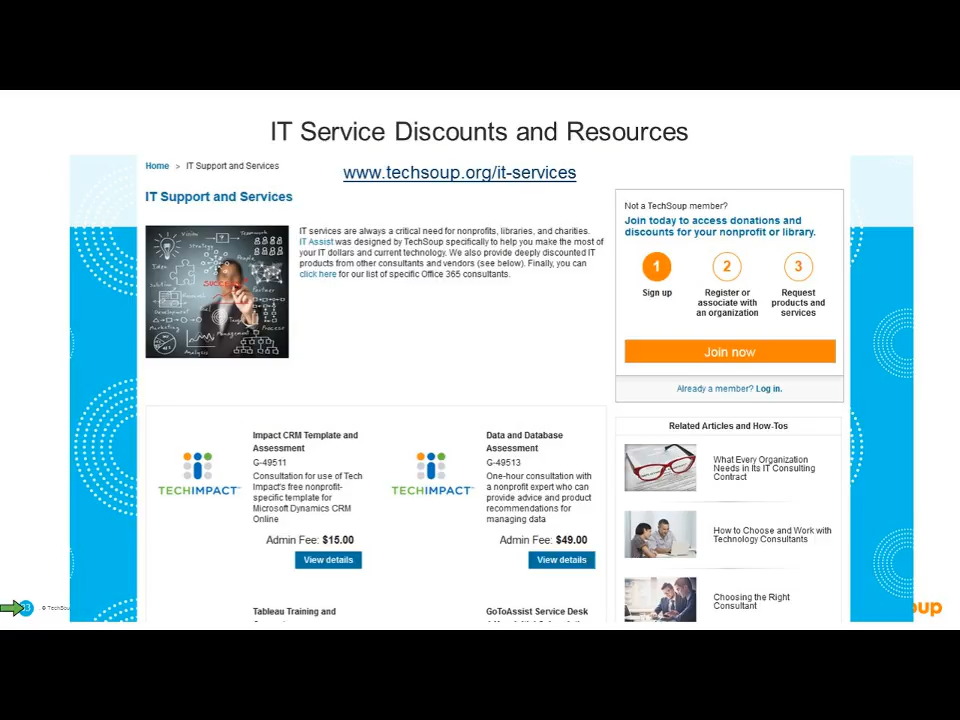 IT Service Discounts and Resources
www.techsoup.org/it-services
Home > IT Support and Services
IT Support and Services
IT services are always a critical need for nonprofits, libraries, and charities.
IT Assist was designed by TechSoup specifically to help you make the most of
your IT dollars and current technology. We also provide deeply discounted IT
products from other consultants and vendors (see below). Finally, you can
click here for our list of specific Office 365 consultants.
Not a TechSoup member?
Join today to access donations and
discounts for your nonprofit or library.
1
Sign up
2
Register or
associate with
an organization
3
Request
products and
services
Join now
Already a member? Log in.
TECHIMPACT
Impact CRM Template and
Assessment
G-49511
Consultation for use of Tech
Impact's free nonprofit-
specific template for
Microsoft Dynamics CRM
Online
Admin Fee: $15.00
View details
TECHIMPACT
Data and Database
Assessment
G-49513
One-hour consultation with
a nonprofit expert who can
provide advice and product
recommendations for
managing data
Admin Fee: $49.00
View details
Tableau Training and
GoToAssist Service Desk
Related Articles and How-Tos
What Every Organization
Needs in Its IT Consulting
Contract
How to Choose and Work with
Technology Consultants
Choosing the Right
Consultant